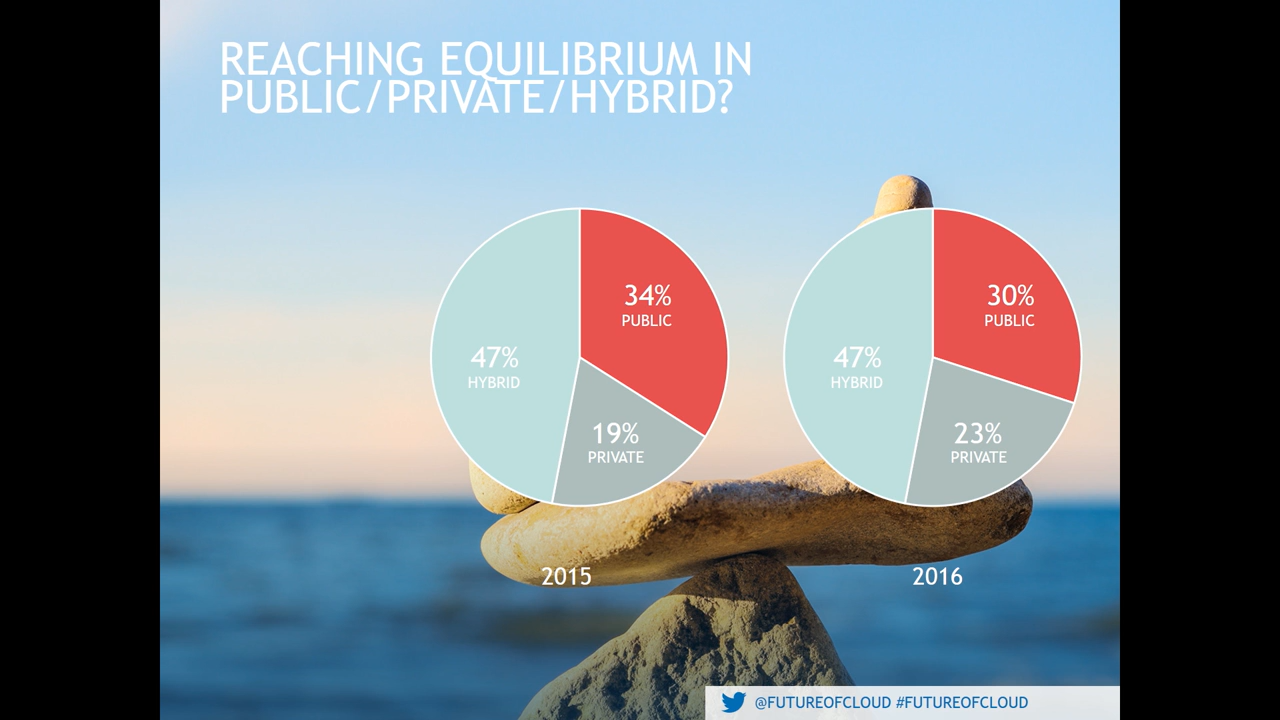 REACHING EQUILIBRIUM IN
PUBLIC/PRIVATE/HYBRID?
34%
PUBLIC
47%
HYBRID
19%
PRIVATE
2015
30%
PUBLIC
47%
HYBRID
23%
PRIVATE
2016
@FUTUREOFCLOUD #FUTUREOFCLOUD